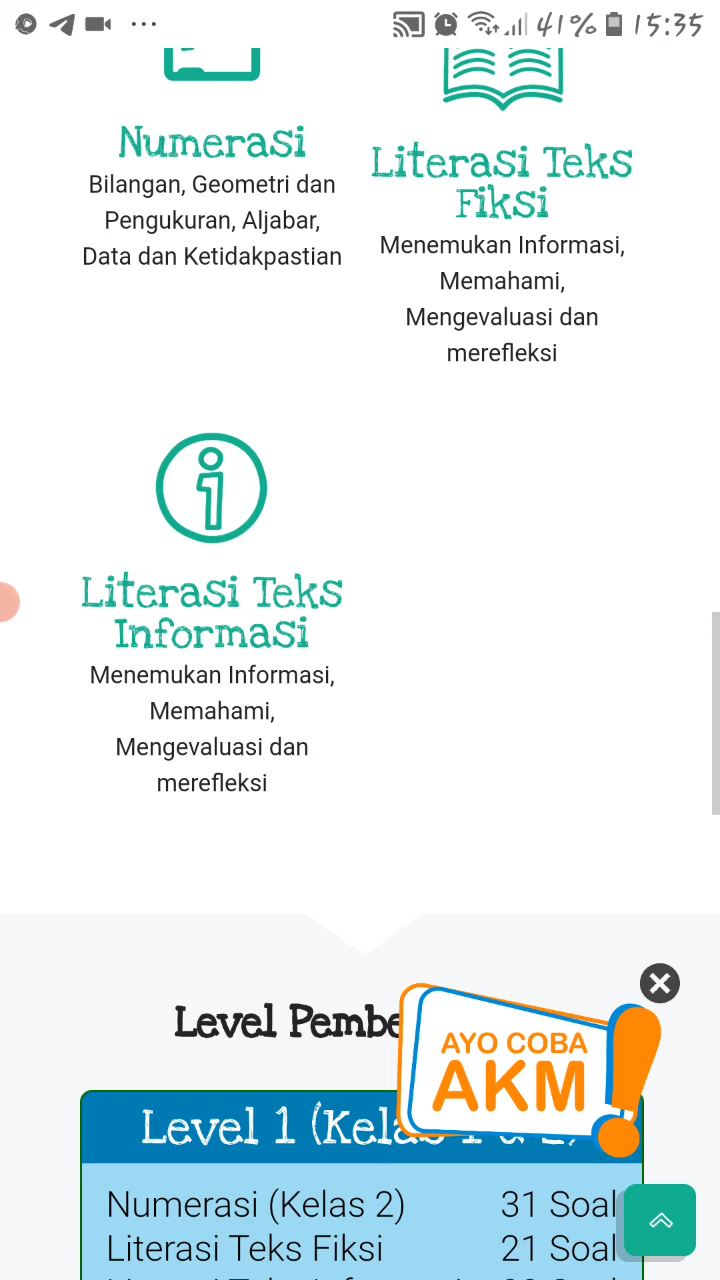 41% 15:35
Numerasi
Bilangan, Geometri dan
Pengukuran, Aljabar,
Data dan Ketidakpastian
Literasi Teks
Fiksi
Menemukan Informasi,
Memahami,
Mengevaluasi dan
merefleksi
Literasi Teks
Informasi
Menemukan Informasi,
Memahami,
Mengevaluasi dan
merefleksi
Level
AYO COBA
AKM
Level 1
Numerasi (Kelas 2) 31 Soal
Literasi Teks Fiksi 21 Soal